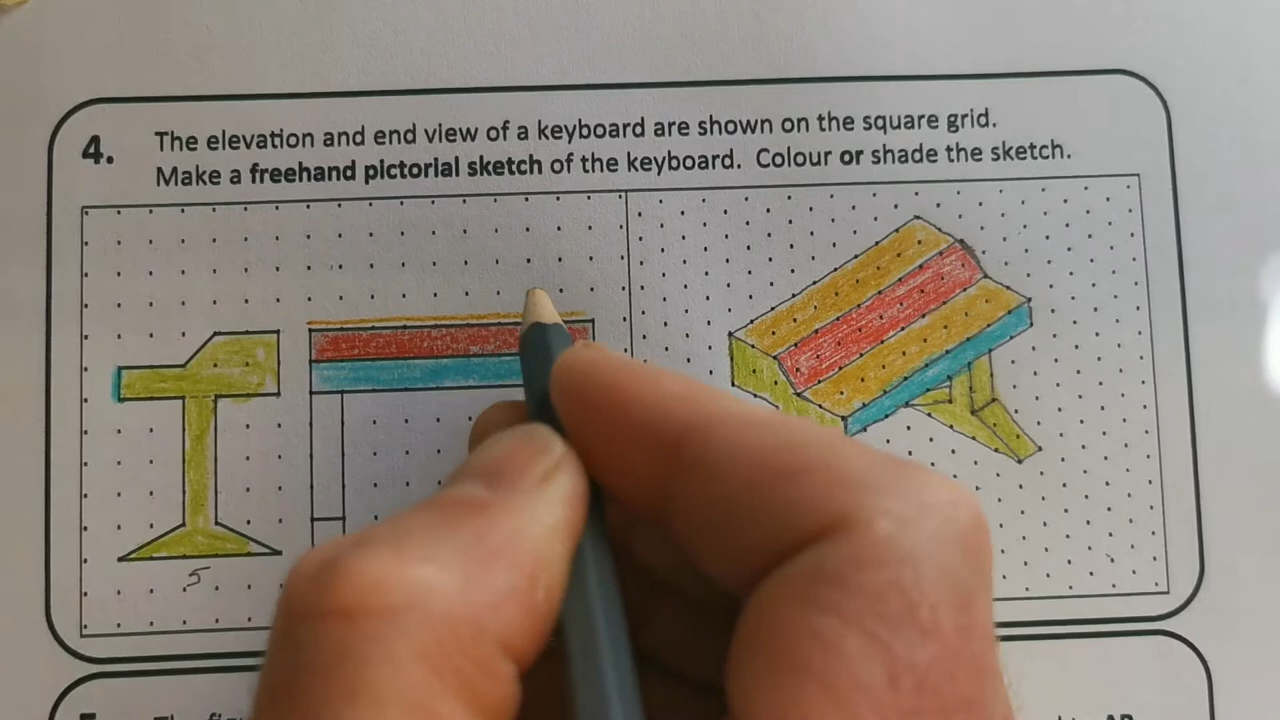 4. The elevation and end view of a keyboard are shown on the square grid.
Make a freehand pictorial sketch of the keyboard. Colour or shade the sketch.
5